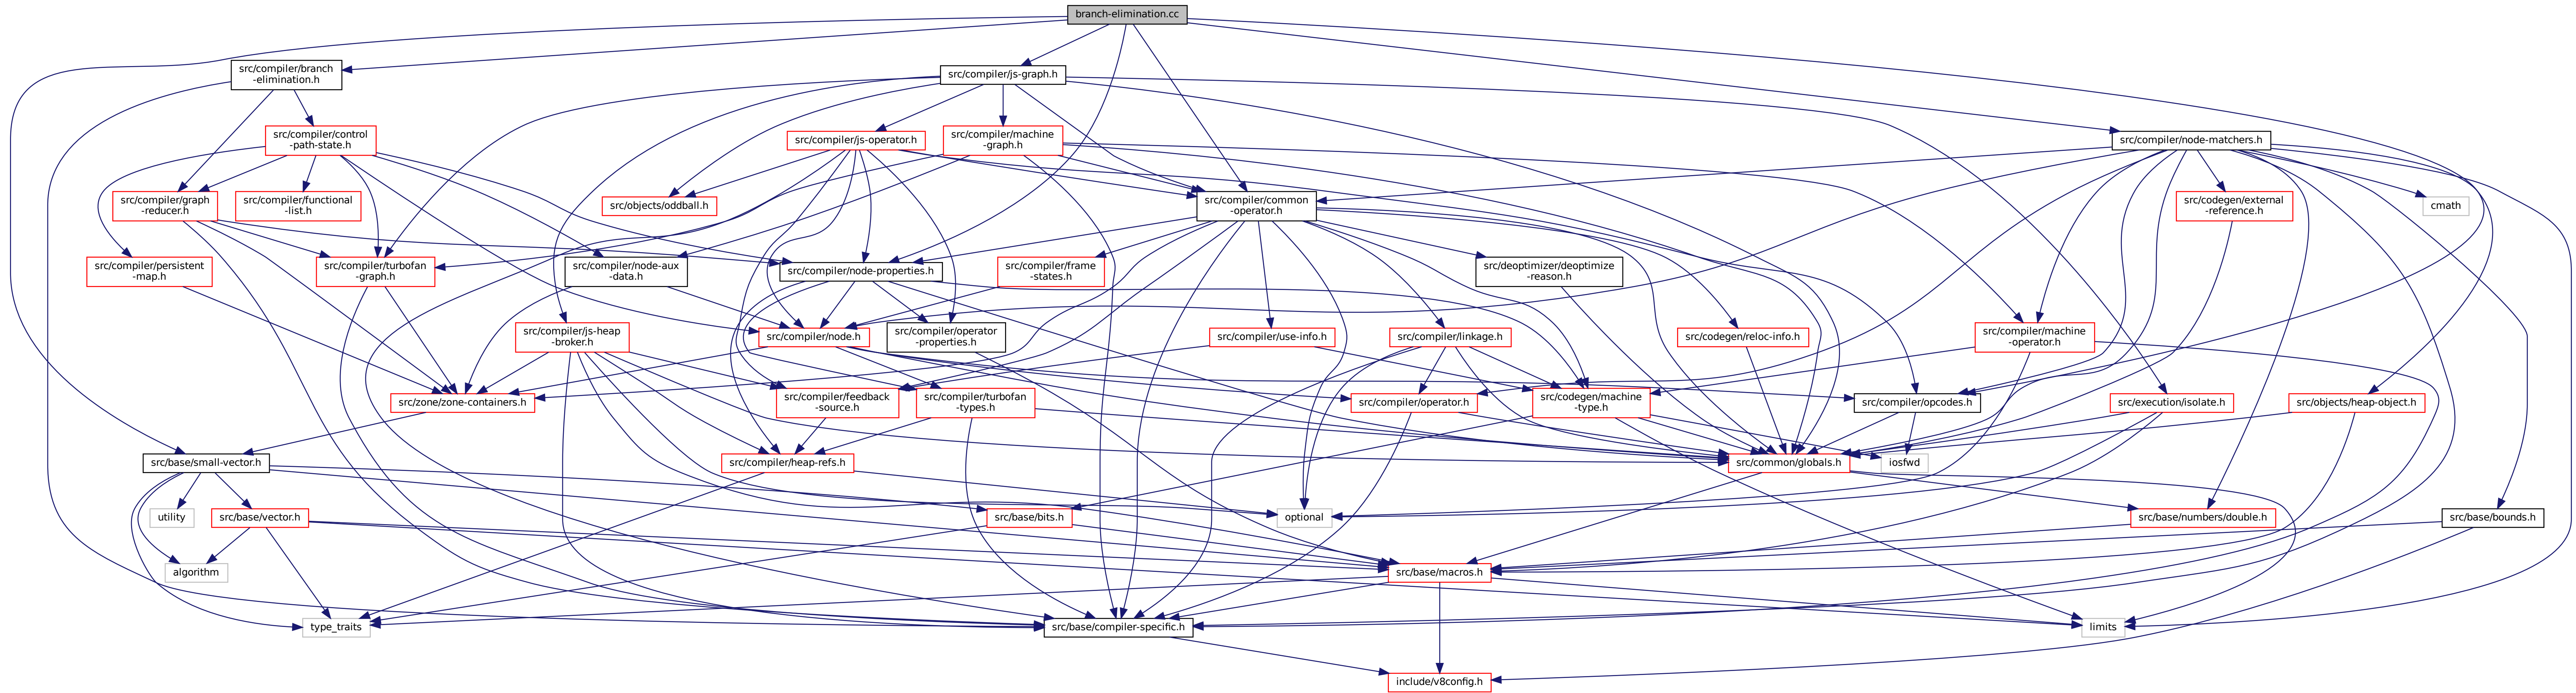 branch-elimination.cc
src/compiler/branch
-elimination.h
src/compiler/js-graph.h
src/compiler/control
-path-state.h
src/compiler/js-operator.h
src/compiler/machine
-graph.h
src/compiler/node-matchers.h
src/compiler/graph
-reducer.h
src/compiler/functional
-list.h
src/objects/oddball.h
src/compiler/common
-operator.h
src/codegen/external
-reference.h
cmath
src/compiler/persistent
-map.h
src/compiler/turbofan
-graph.h
src/compiler/node-aux
-data.h
src/compiler/node-properties.h
src/compiler/frame
-states.h
src/deoptimizer/deoptimize
-reason.h
src/compiler/js-heap
-broker.h
src/compiler/node.h
src/compiler/operator
-properties.h
src/compiler/use-info.h
src/compiler/linkage.h
src/codegen/reloc-info.h
src/compiler/machine
-operator.h
src/zone/zone-containers.h
src/compiler/feedback
-source.h
src/compiler/turbofan
-types.h
src/compiler/operator.h
src/codegen/machine
-type.h
src/compiler/opcodes.h
src/execution/isolate.h
src/objects/heap-object.h
src/base/small-vector.h
src/compiler/heap-refs.h
src/common/globals.h
iosfwd
utility
src/base/vector.h
src/base/bits.h
optional
src/base/numbers/double.h
src/base/bounds.h
algorithm
src/base/macros.h
type_traits
src/base/compiler-specific.h
limits
include/v8config.h